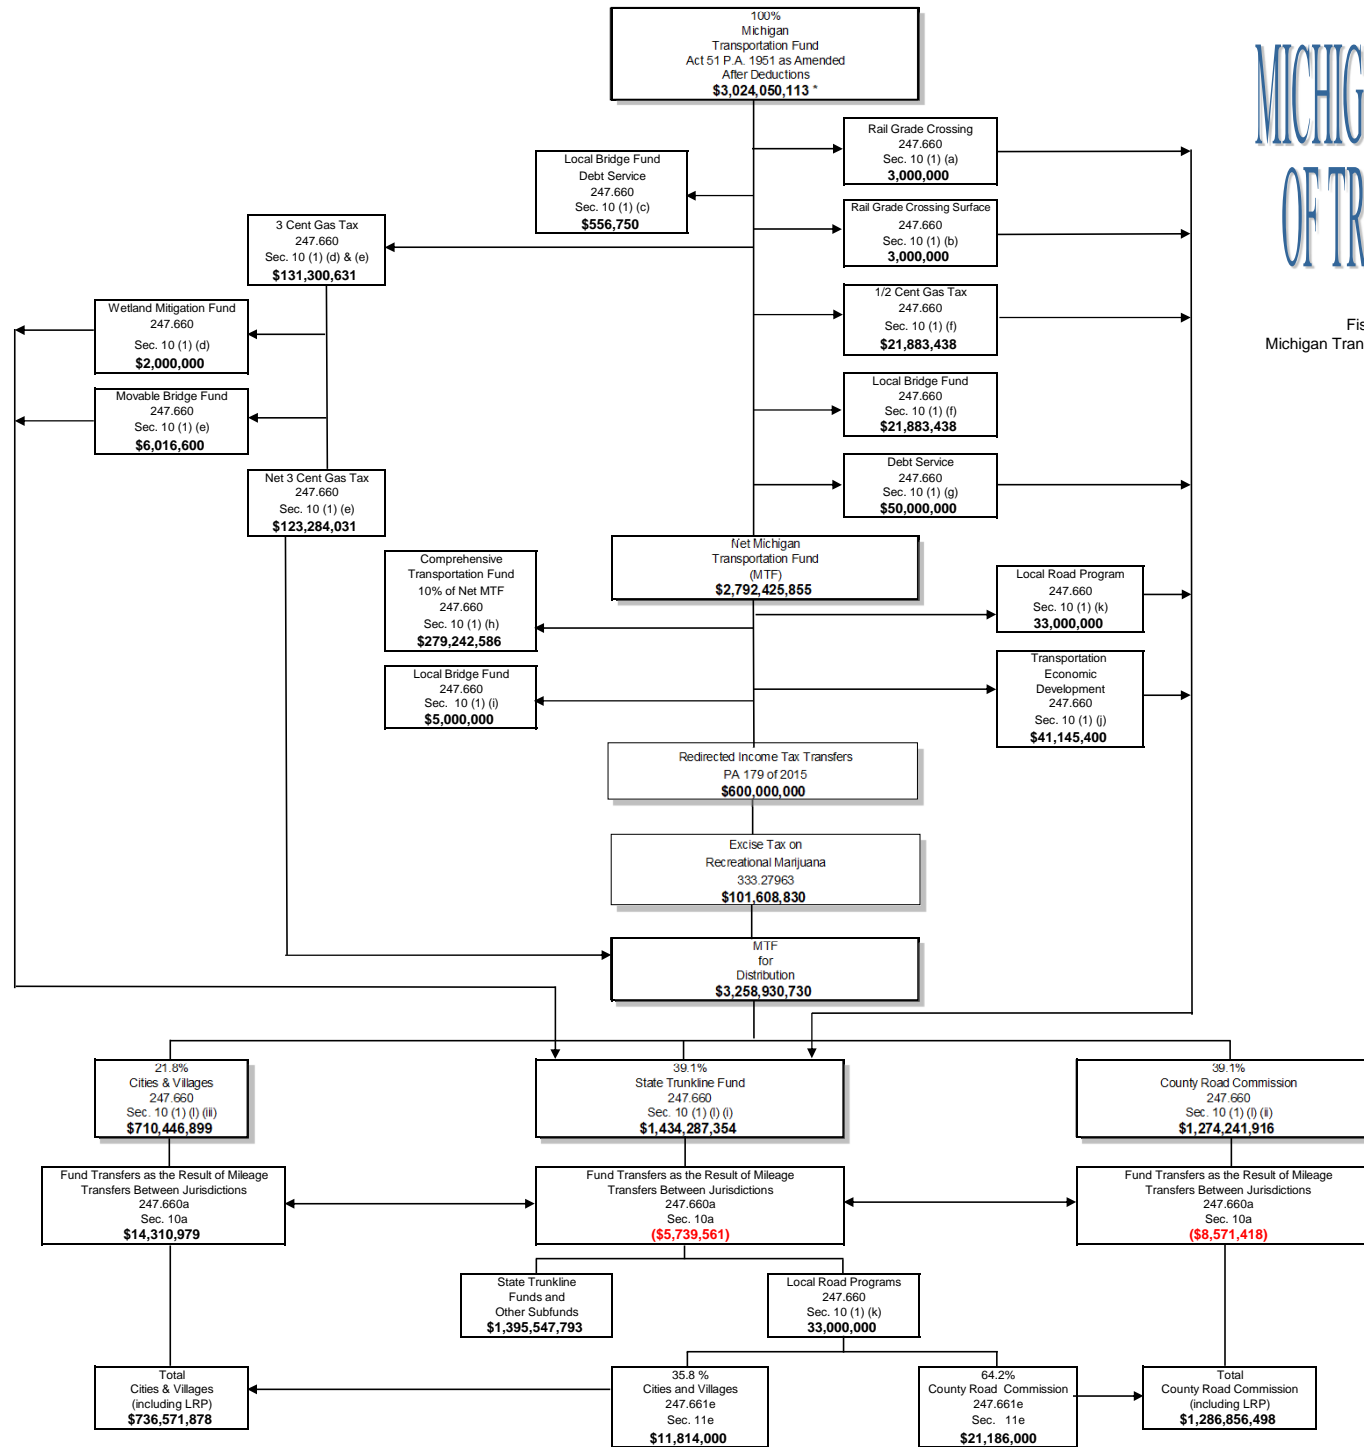 100%
Michigan
Transportation Fund
Act 51 P.A. 1951 as Amended
After Deductions
$3,024,050,113 *
MICHIG
OF TR
Fis
Michigan Tran
Rail Grade Crossing
247.660
Sec. 10 (1) (a)
3,000,000
Local Bridge Fund
Debt Service
247.660
Sec. 10 (1) (c)
$556,750
Rail Grade Crossing Surface
247.660
Sec. 10 (1) (b)
3,000,000
3 Cent Gas Tax
247.660
Sec. 10 (1) (d) & (e)
$131,300,631
1/2 Cent Gas Tax
247.660
Sec. 10 (1) (f)
$21,883,438
Wetland Mitigation Fund
247.660
Sec. 10 (1) (d)
$2,000,000
Local Bridge Fund
247.660
Sec. 10 (1) (f)
$21,883,438
Movable Bridge Fund
247.660
Sec. 10 (1) (e)
$6,016,600
Debt Service
247.660
Sec. 10 (1) (g)
$50,000,000
Net 3 Cent Gas Tax
247.660
Sec. 10 (1) (e)
$123,284,031
Net Michigan
Transportation Fund
(MTF)
$2,792,425,855
Comprehensive
Transportation Fund
10% of Net MTF
247.660
Sec. 10 (1) (h)
$279,242,586
Local Road Program
247.660
Sec. 10 (1) (k)
33,000,000
Local Bridge Fund
247.660
Sec. 10 (1) (i)
$5,000,000
Transportation
Economic
Development
247.660
Sec. 10 (1) (j)
$41,145,400
Redirected Income Tax Transfers
PA 179 of 2015
$600,000,000
Excise Tax on
Recreational Marijuana
333.27963
$101,608,830
MTF
for
Distribution
$3,258,930,730
21.8%
Cities & Villages
247.660
Sec. 10 (1) (l) (iii)
$710,446,899
39.1%
State Trunkline Fund
247.660
Sec. 10 (1) (l) (i)
$1,434,287,354
39.1%
County Road Commission
247.660
Sec. 10 (1) (l) (ii)
$1,274,241,916
Fund Transfers as the Result of Mileage
Transfers Between Jurisdictions
247.660a
Sec. 10a
$14,310,979
Fund Transfers as the Result of Mileage
Transfers Between Jurisdictions
247.660a
Sec. 10a
($5,739,561)
Fund Transfers as the Result of Mileage
Transfers Between Jurisdictions
247.660a
Sec. 10a
($8,571,418)
State Trunkline
Funds and
Other Subfunds
$1,395,547,793
Local Road Programs
247.660
Sec. 10 (1) (k)
33,000,000
Total
Cities & Villages
(including LRP)
$736,571,878
35.8 %
Cities and Villages
247.661e
Sec. 11e
$11,814,000
64.2%
County Road Commission
247.661e
Sec. 11e
$21,186,000
Total
County Road Commission
(including LRP)
$1,286,856,498